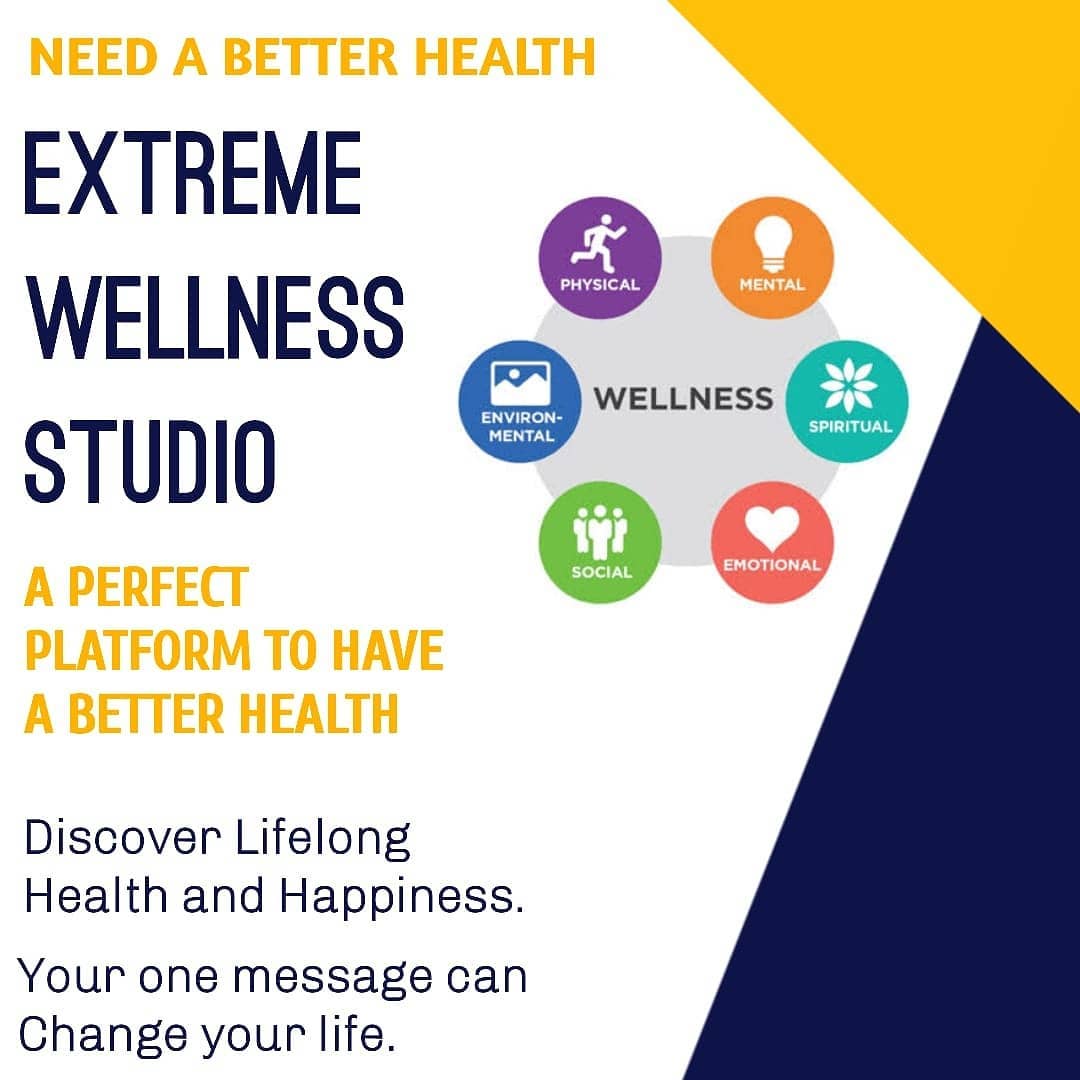 NEED A BETTER HEALTH
EXTREME
WELLNESS
STUDIO
A PERFECT
PLATFORM TO HAVE
A BETTER HEALTH
Discover Lifelong
Health and Happiness.
Your one message can
Change your life.
PHYSICAL
MENTAL
ENVIRON-
MENTAL
WELLNESS
SPIRITUAL
SOCIAL
EMOTIONAL